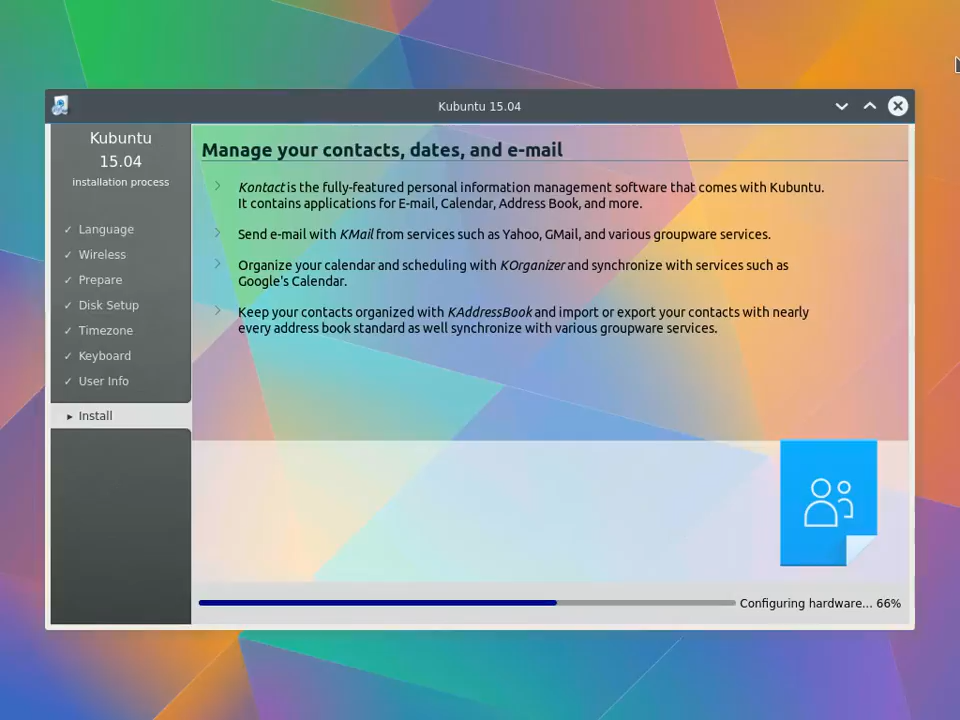 Kubuntu 15.04
Kubuntu
15.04
installation process
✓ Language
✓ Wireless
✓ Prepare
✓ Disk Setup
✓ Timezone
✓ Keyboard
✓ User Info
▸ Install
Manage your contacts, dates, and e-mail
Kontact is the fully-featured personal information management software that comes with Kubuntu.
It contains applications for E-mail, Calendar, Address Book, and more.
Send e-mail with KMail from services such as Yahoo, GMail, and various groupware services.
Organize your calendar and scheduling with KOrganizer and synchronize with services such as
Google's Calendar.
Keep your contacts organized with KAddressBook and import or export your contacts with nearly
every address book standard as well synchronize with various groupware services.
Configuring hardware... 66%